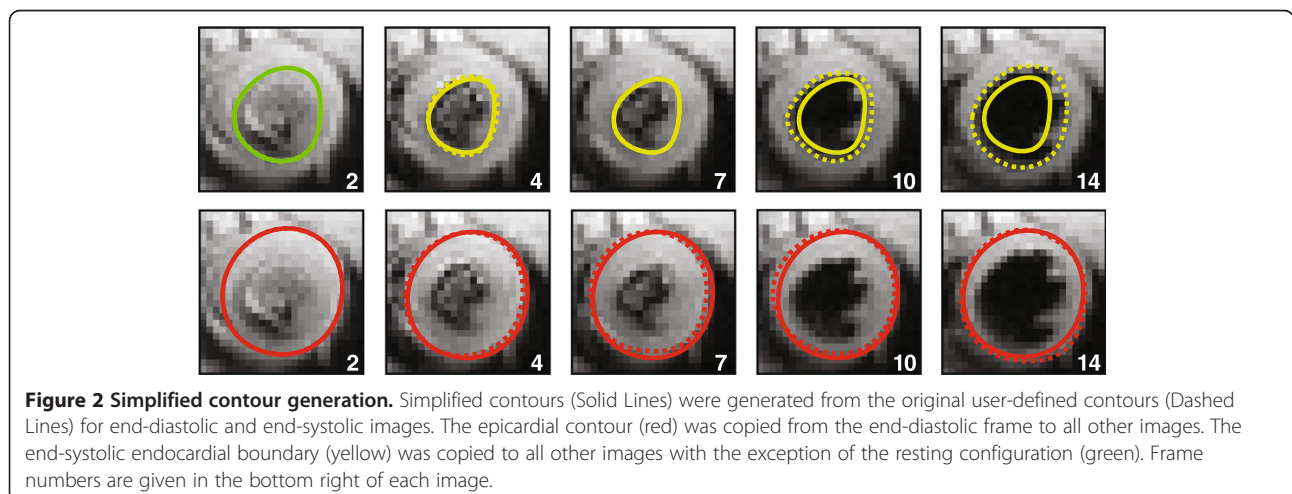 2 4 7 10 14
2 4 7 10 14
Figure 2 Simplified contour generation. Simplified contours (Solid Lines) were generated from the original user-defined contours (Dashed
Lines) for end-diastolic and end-systolic images. The epicardial contour (red) was copied from the end-diastolic frame to all other images. The
end-systolic endocardial boundary (yellow) was copied to all other images with the exception of the resting configuration (green). Frame
numbers are given in the bottom right of each image.